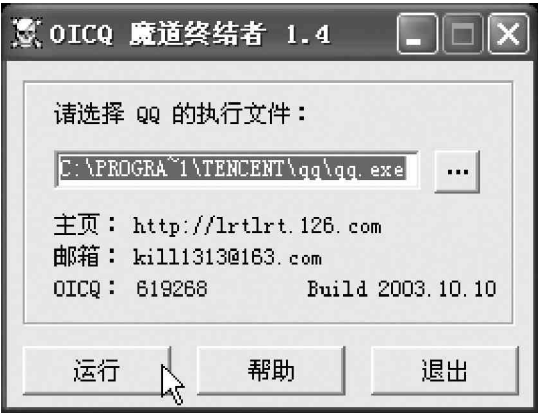 OICQ 魔道终结者 1.4
请选择 QQ 的执行文件：
C:\PROGRA~1\TENCENT\qq\qq.exe
...
主页：http://lrtlrt.126.com
邮箱：kill1313@163.com
OICQ：619268 Build 2003.10.10
运行 帮助 退出